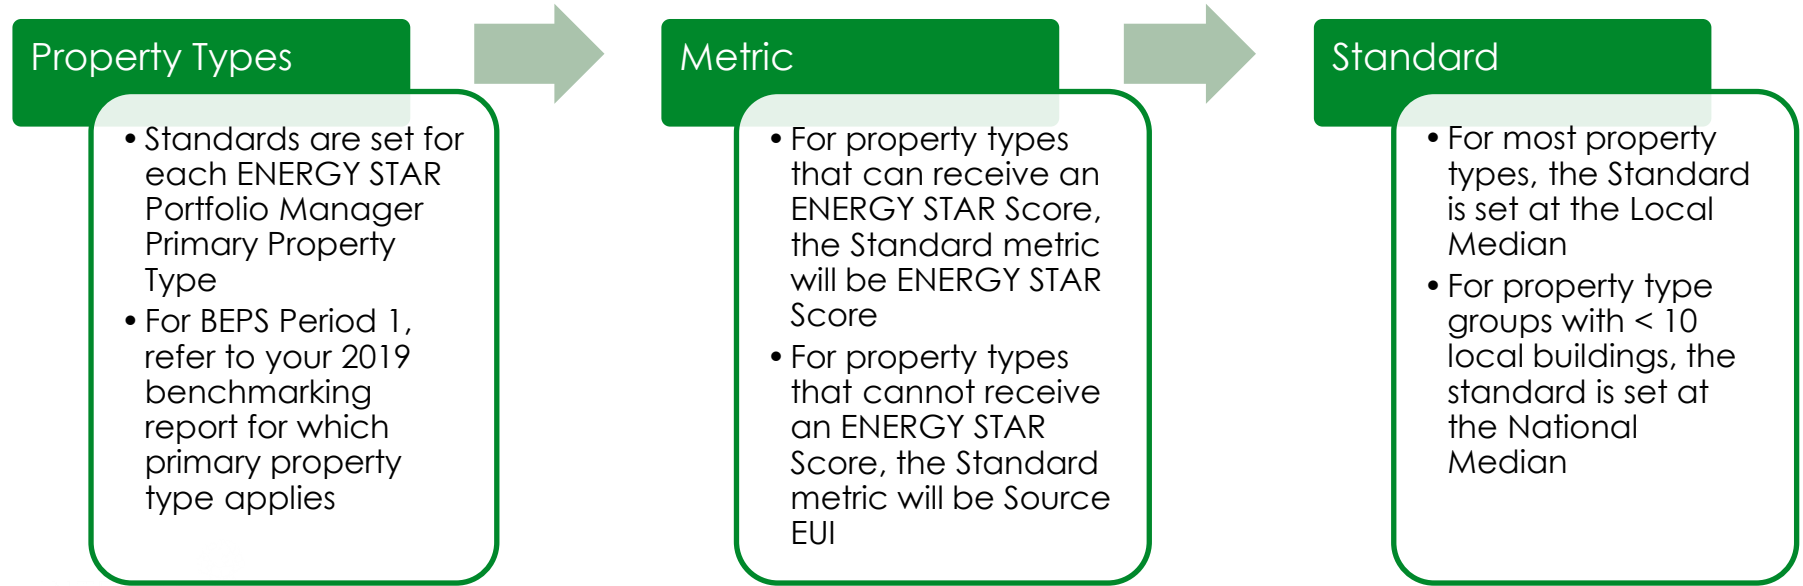 Property Types
• Standards are set for
each ENERGY STAR
Portfolio Manager
Primary Property
Type
• For BEPS Period 1,
refer to your 2019
benchmarking
report for which
primary property
type applies
Metric
• For property types
that can receive an
ENERGY STAR Score,
the Standard metric
will be ENERGY STAR
Score
• For property types
that cannot receive
an ENERGY STAR
Score, the Standard
metric will be Source
EUI
Standard
• For most property
types, the Standard
is set at the Local
Median
• For property type
groups with < 10
local buildings, the
standard is set at
the National
Median